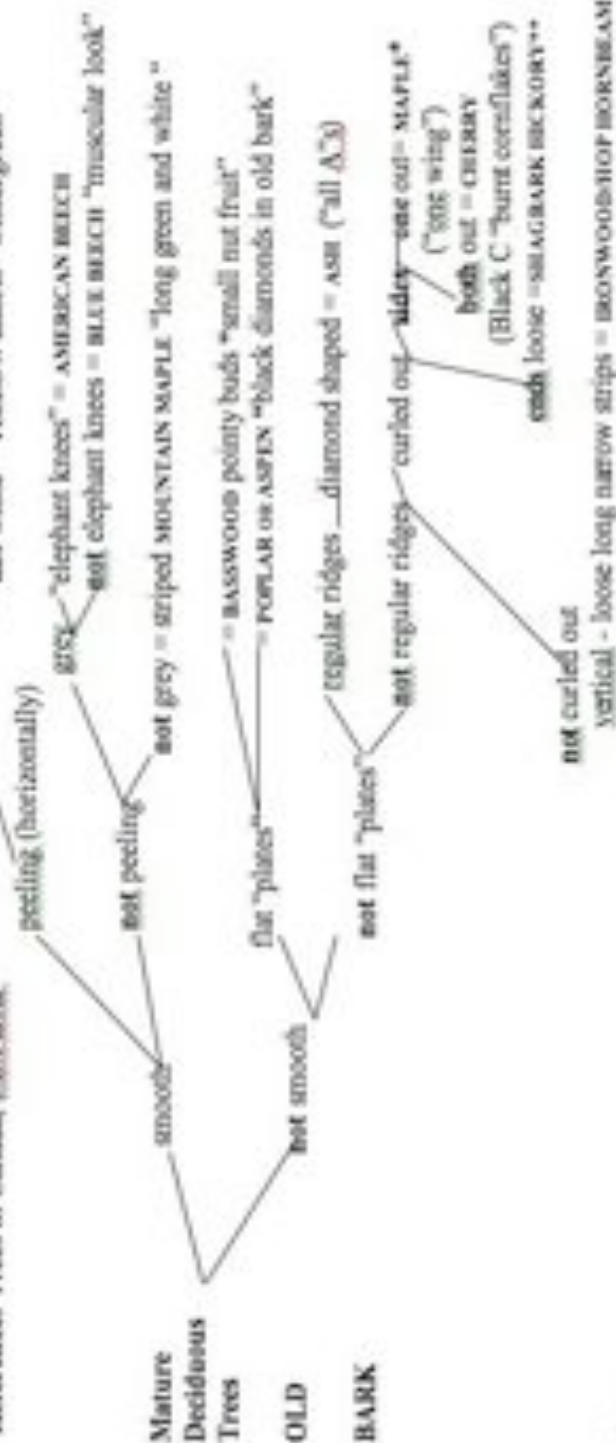 peeling (horizontally)
grey "elephant knees" = AMERICAN BEECH
not elephant knees = BLUE BEECH "muscular look"
smooth not peeling
not grey = striped MOUNTAIN MAPLE "long green and white"
Mature
Deciduous
Trees
OLD
BARK
flat "plates" = BASSWOOD pointy buds "small nut fruit"
= POPLAR OR ASPEN "black diamonds in old bark"
not smooth
regular ridges diamond shaped = ASH ("all A"s)
not flat "plates"
not regular ridges curled out sides one out= MAPLE*
("one wing")
both out = CHERRY
(Black C "burnt cornflakes")
ends loose =SHAGBARK HICKORY**
not curled out
vertical - loose long narrow strips = IRONWOOD/HOP HORNBEAM